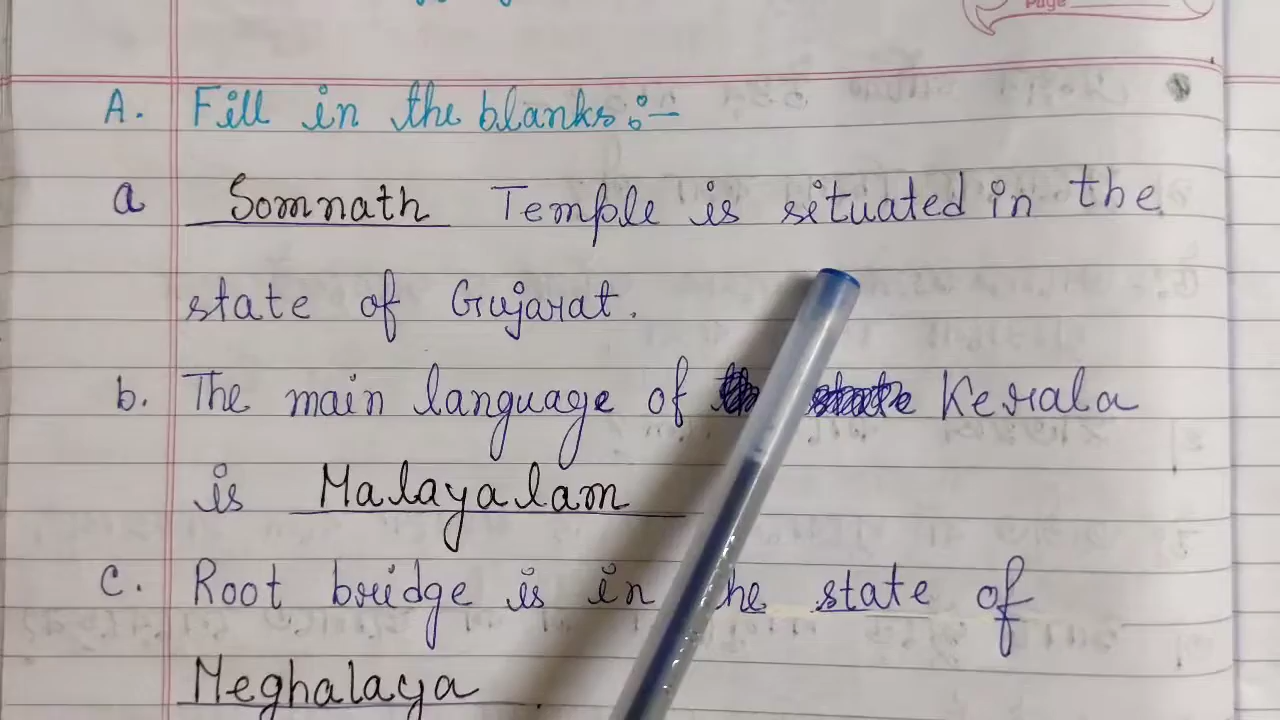 Page
A. Fill in the blanks:-
a Somnath Temple is situated in the
state of Gujarat.
b. The main language of Kerala
is Malayalam
c. Root bridge is in the state of
Meghalaya